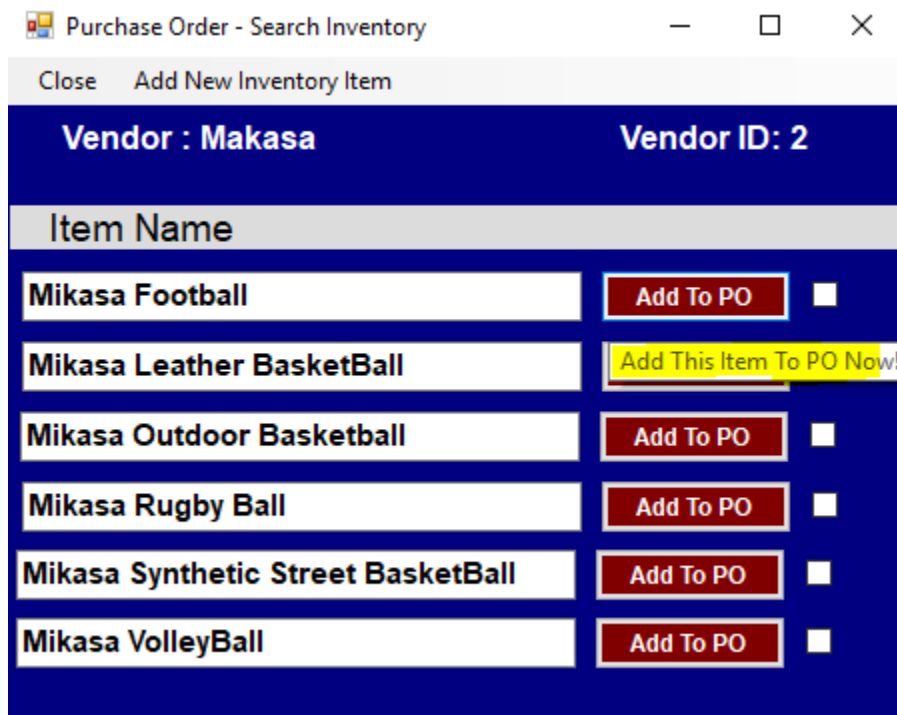 Purchase Order - Search Inventory
Close Add New Inventory Item
Vendor : Makasa Vendor ID: 2
Item Name
Mikasa Football Add To PO
Mikasa Leather BasketBall Add This Item To PO Now!
Mikasa Outdoor Basketball Add To PO
Mikasa Rugby Ball Add To PO
Mikasa Synthetic Street BasketBall Add To PO
Mikasa VolleyBall Add To PO